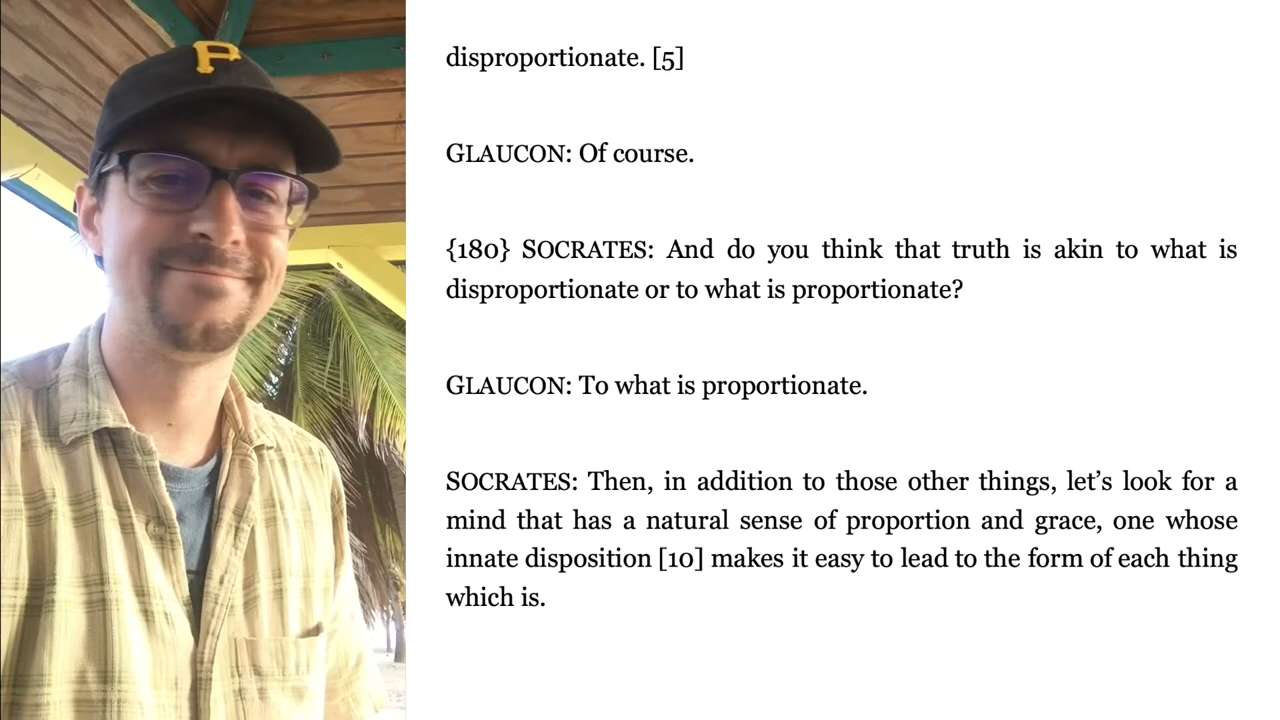 P
disproportionate. [5]
GLAUCON: Of course.
{180} SOCRATES: And do you think that truth is akin to what is
disproportionate or to what is proportionate?
GLAUCON: To what is proportionate.
SOCRATES: Then, in addition to those other things, let’s look for a
mind that has a natural sense of proportion and grace, one whose
innate disposition [10] makes it easy to lead to the form of each thing
which is.